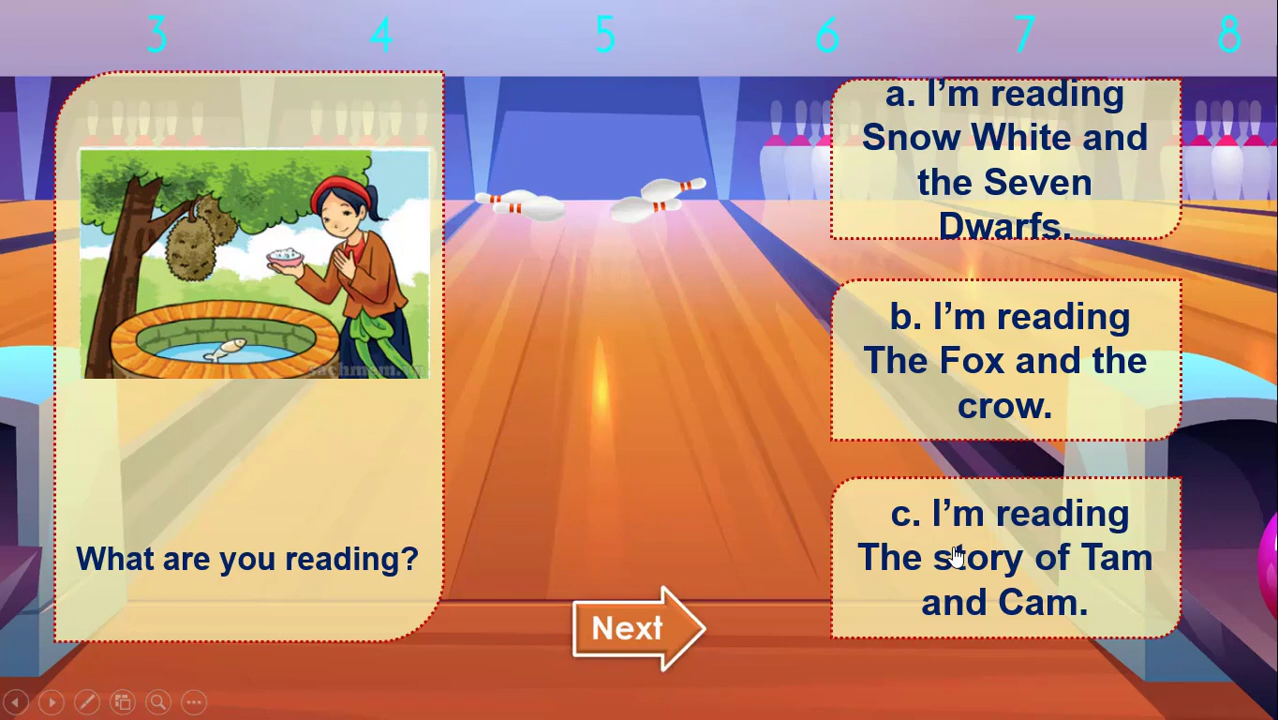 3 4 5 6 7 8
What are you reading?
a. I’m reading
Snow White and
the Seven
Dwarfs.
b. I’m reading
The Fox and the
crow.
c. I’m reading
The story of Tam
and Cam.
Next